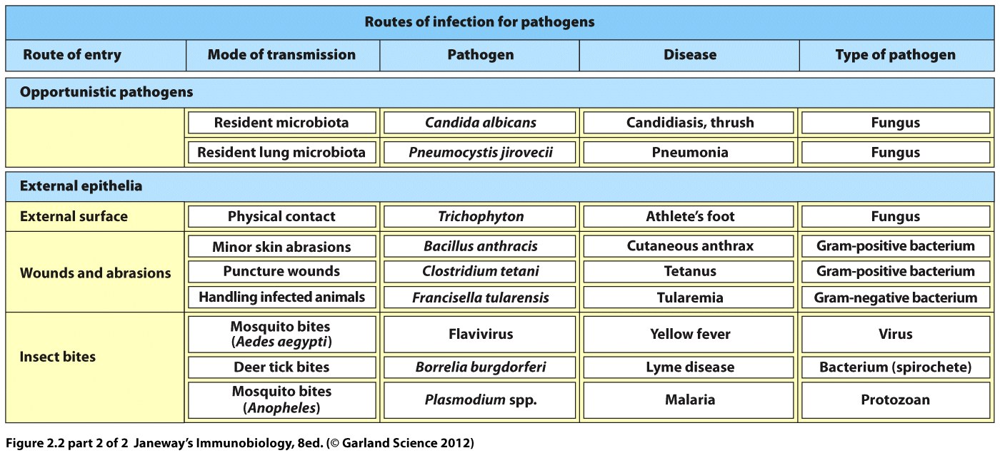 Routes of infection for pathogens
Route of entry Mode of transmission Pathogen Disease Type of pathogen
Opportunistic pathogens
Resident microbiota Candida albicans Candidiasis, thrush Fungus
Resident lung microbiota Pneumocystis jirovecii Pneumonia Fungus
External epithelia
External surface Physical contact Trichophyton Athlete’s foot Fungus
Wounds and abrasions
Minor skin abrasions Bacillus anthracis Cutaneous anthrax Gram-positive bacterium
Puncture wounds Clostridium tetani Tetanus Gram-positive bacterium
Handling infected animals Francisella tularensis Tularemia Gram-negative bacterium
Insect bites
Mosquito bites
(Aedes aegypti) Flavivirus Yellow fever Virus
Deer tick bites Borrelia burgdorferi Lyme disease Bacterium (spirochete)
Mosquito bites
(Anopheles) Plasmodium spp. Malaria Protozoan
Figure 2.2 part 2 of 2 Janeway’s Immunobiology, 8ed. (© Garland Science 2012)